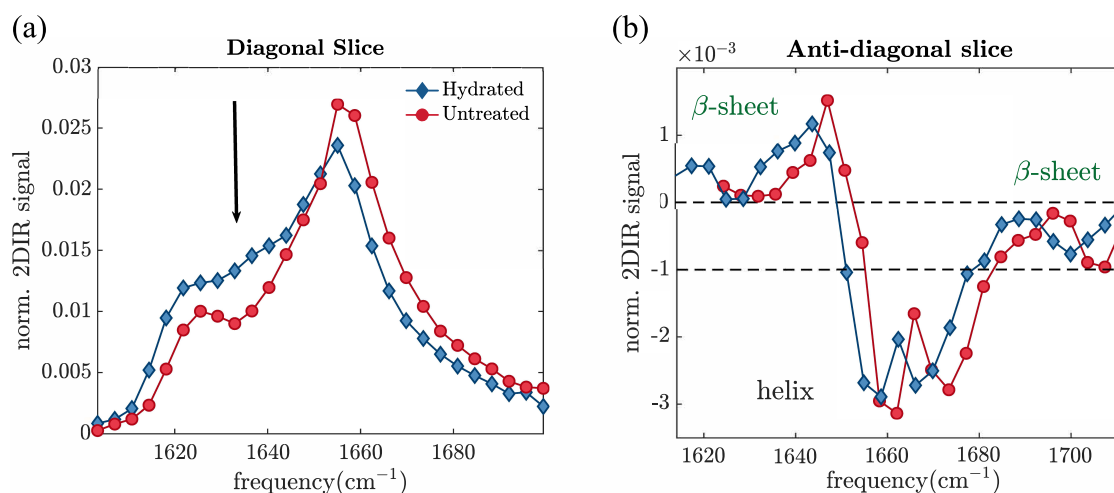 (a)
Diagonal Slice
0.03
0.025
0.02
0.015
0.01
0.005
0
norm. 2DIR signal
Hydrated
Untreated
1620
1640
1660
1680
frequency(cm⁻¹)
(b)
×10⁻³
Anti-diagonal slice
1
0
-1
-2
-3
norm. 2DIR signal
β-sheet
β-sheet
helix
1620
1640
1660
1680
1700
frequency(cm⁻¹)